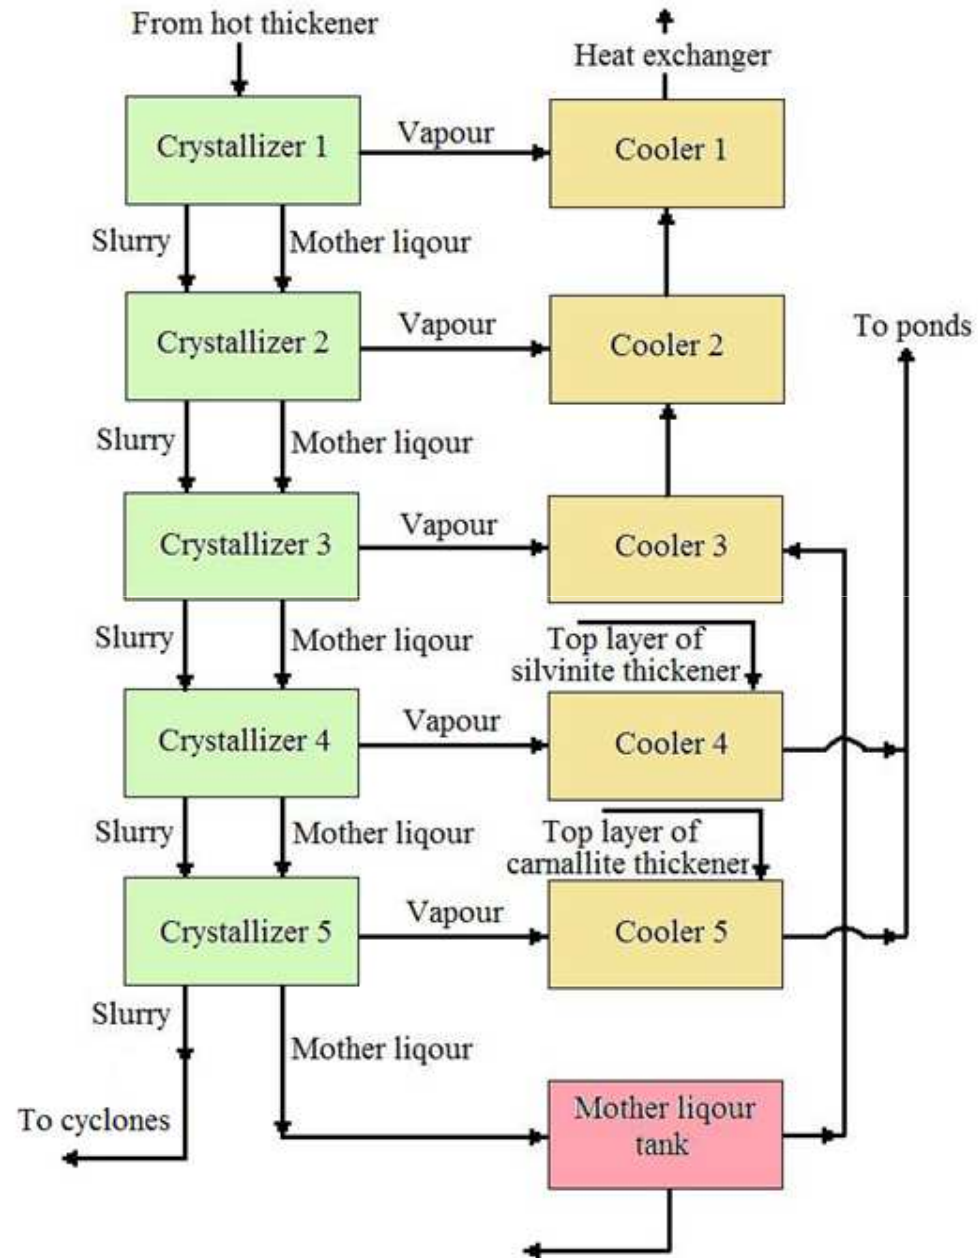 From hot thickener
Heat exchanger
Crystallizer 1
Vapour
Cooler 1
Slurry
Mother liqour
Crystallizer 2
Vapour
Cooler 2
To ponds
Slurry
Mother liqour
Crystallizer 3
Vapour
Cooler 3
Slurry
Mother liqour
Top layer of
silvinite thickener
Crystallizer 4
Vapour
Cooler 4
Slurry
Mother liqour
Top layer of
carnallite thickener
Crystallizer 5
Vapour
Cooler 5
Slurry
Mother liqour
To cyclones
Mother liqour
tank